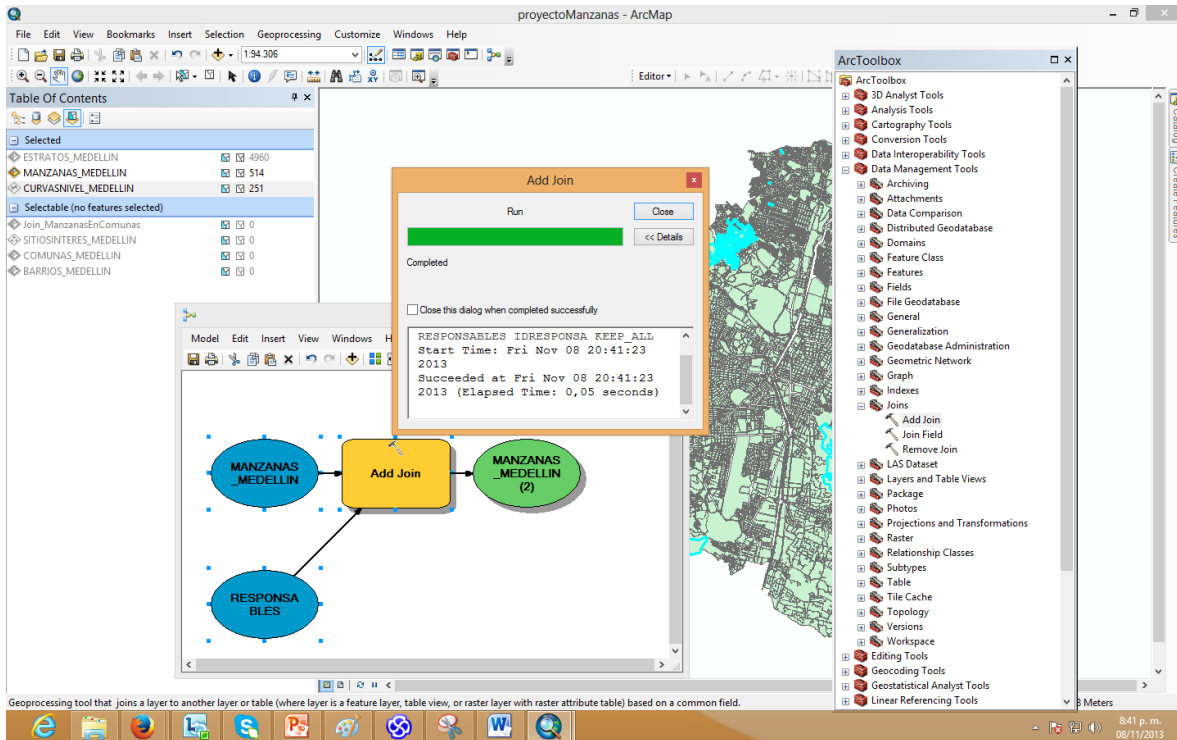 proyectoManzanas - ArcMap
File Edit View Bookmarks Insert Selection Geoprocessing Customize Windows Help
1:94.306
Editor
Table Of Contents
Selected
ESTRATOS_MEDELLIN 4960
MANZANAS_MEDELLIN 514
CURVASNIVEL_MEDELLIN 251
Selectable (no features selected)
Join_ManzanasEnComunas 0
SITIOSINTERES_MEDELLIN 0
COMUNAS_MEDELLIN 0
BARRIOS_MEDELLIN 0
Add Join
Run
Close
<< Details
Completed
Close this dialog when completed successfully
RESPONSABLES IDRESPONSA KEEP_ALL
Start Time: Fri Nov 08 20:41:23
2013
Succeeded at Fri Nov 08 20:41:23
2013 (Elapsed Time: 0,05 seconds)
Model Edit Insert View Windows H
MANZANAS
_MEDELLIN
Add Join
MANZANAS
_MEDELLIN
(2)
RESPONSA
BLES
ArcToolbox
ArcToolbox
3D Analyst Tools
Analysis Tools
Cartography Tools
Conversion Tools
Data Interoperability Tools
Data Management Tools
Archiving
Attachments
Data Comparison
Distributed Geodatabase
Domains
Feature Class
Features
Fields
File Geodatabase
General
Generalization
Geodatabase Administration
Geometric Network
Graph
Indexes
Joins
Add Join
Join Field
Remove Join
LAS Dataset
Layers and Table Views
Package
Photos
Projections and Transformations
Raster
Relationship Classes
Subtypes
Table
Tile Cache
Topology
Versions
Workspace
Editing Tools
Geocoding Tools
Geostatistical Analyst Tools
Linear Referencing Tools
Catalog
Create Features
Geoprocessing tool that joins a layer to another layer or table (where layer is a feature layer, table view, or raster layer with raster attribute table) based on a common field.
Meters
8:41 p. m.
08/11/2013